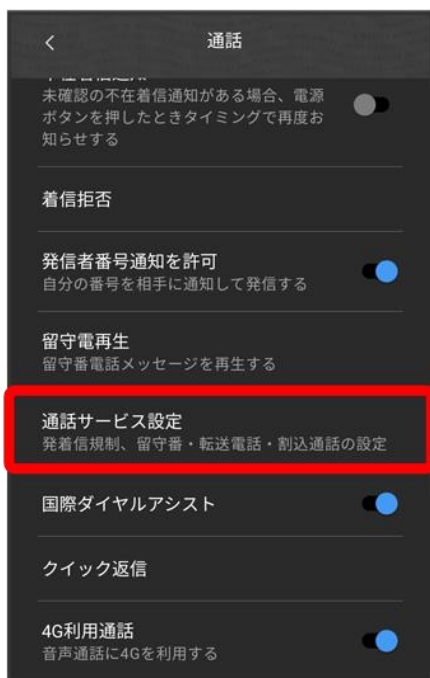 通話
未確認の不在着信通知がある場合、電源
ボタンを押したときタイミングで再度お
知らせする
着信拒否
発信者番号通知を許可
自分の番号を相手に通知して発信する
留守電再生
留守番電話メッセージを再生する
通話サービス設定
発着信規制、留守番・転送電話・割込通話の設定
国際ダイヤルアシスト
クイック返信
4G利用通話
音声通話に4Gを利用する